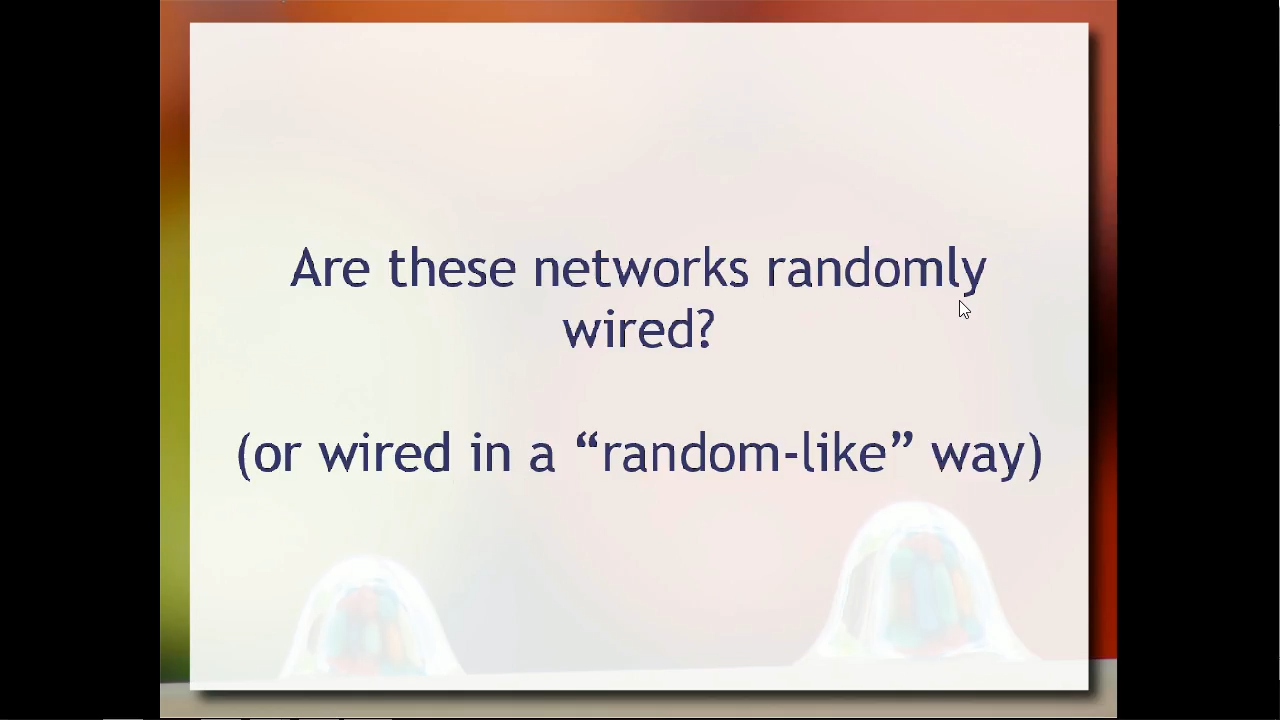 Are these networks randomly
wired?
(or wired in a “random-like” way)